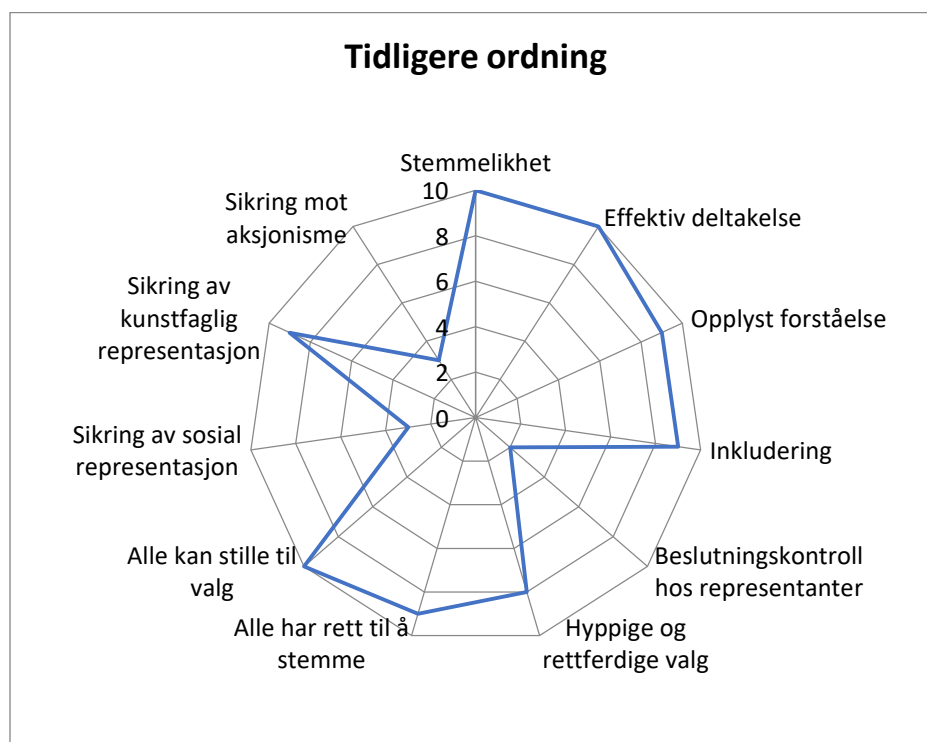 Tidligere ordning
Stemmelikhet
Effektiv deltakelse
Opplyst forståelse
Inkludering
Beslutningskontroll
hos representanter
Hyppige og
rettferdige valg
Alle har rett til å
stemme
Alle kan stille til
valg
Sikring av sosial
representasjon
Sikring av
kunstfaglig
representasjon
Sikring mot
aksjonisme
10
8
6
4
2
0